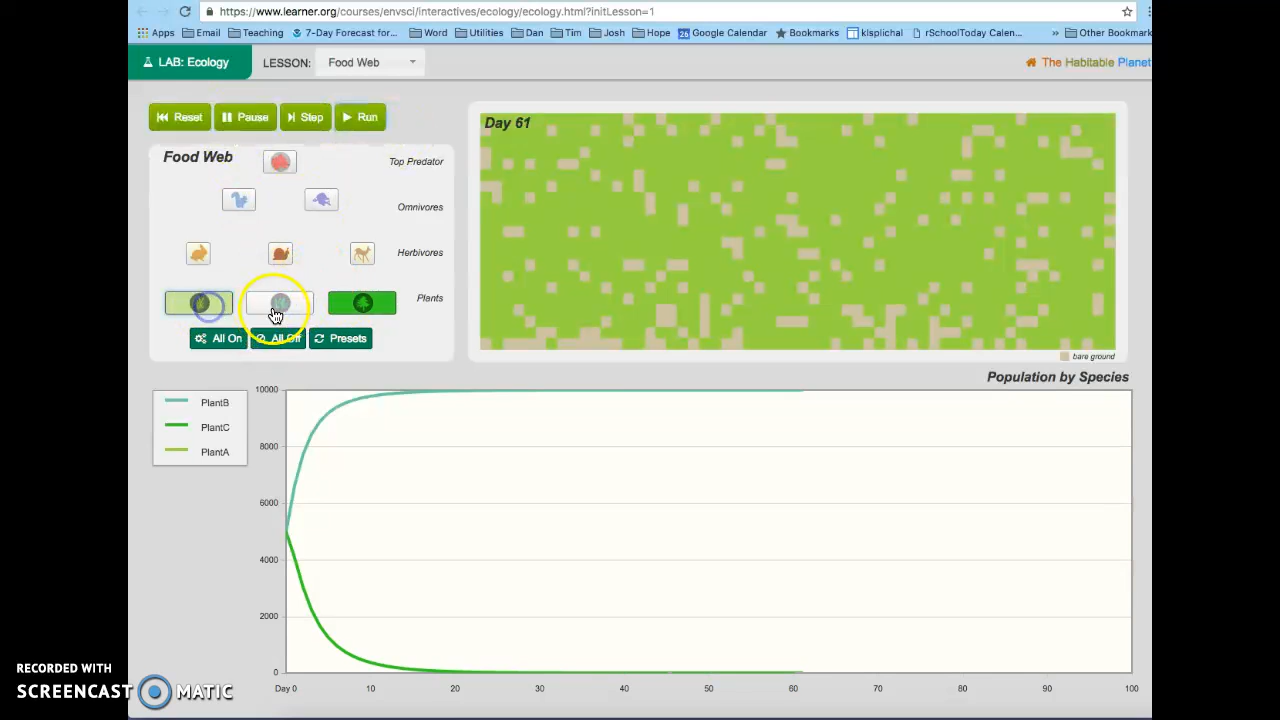 https://www.learner.org/courses/envsci/interactives/ecology/ecology.html?initLesson=1
Apps Email Teaching 7-Day Forecast for... Word Utilities Dan Tim Josh Hope 26 Google Calendar Bookmarks klsplichal rSchoolToday Calen... » Other Bookmark
LAB: Ecology LESSON: Food Web The Habitable Planet
Reset Pause Step Run
Day 61
Food Web
Top Predator
Omnivores
Herbivores
Plants
All On All Off Presets
bare ground
Population by Species
PlantB
PlantC
PlantA
10000
8000
6000
4000
2000
0
Day 0 10 20 30 40 50 60 70 80 90 100
RECORDED WITH
SCREENCAST MATIC